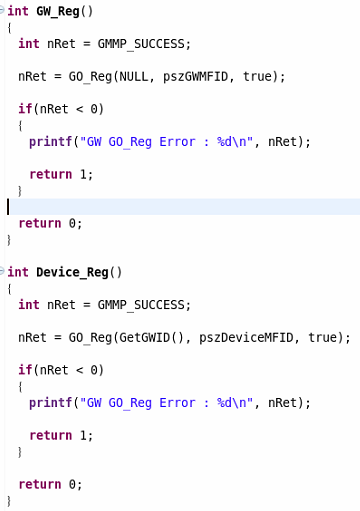 int GW_Reg()
{
int nRet = GMMP_SUCCESS;
nRet = GO_Reg(NULL, pszGWMFID, true);
if(nRet < 0)
{
printf("GW GO_Reg Error : %d\n", nRet);
return 1;
}
return 0;
}
int Device_Reg()
{
int nRet = GMMP_SUCCESS;
nRet = GO_Reg(GetGWID(), pszDeviceMFID, true);
if(nRet < 0)
{
printf("GW GO_Reg Error : %d\n", nRet);
return 1;
}
return 0;
}